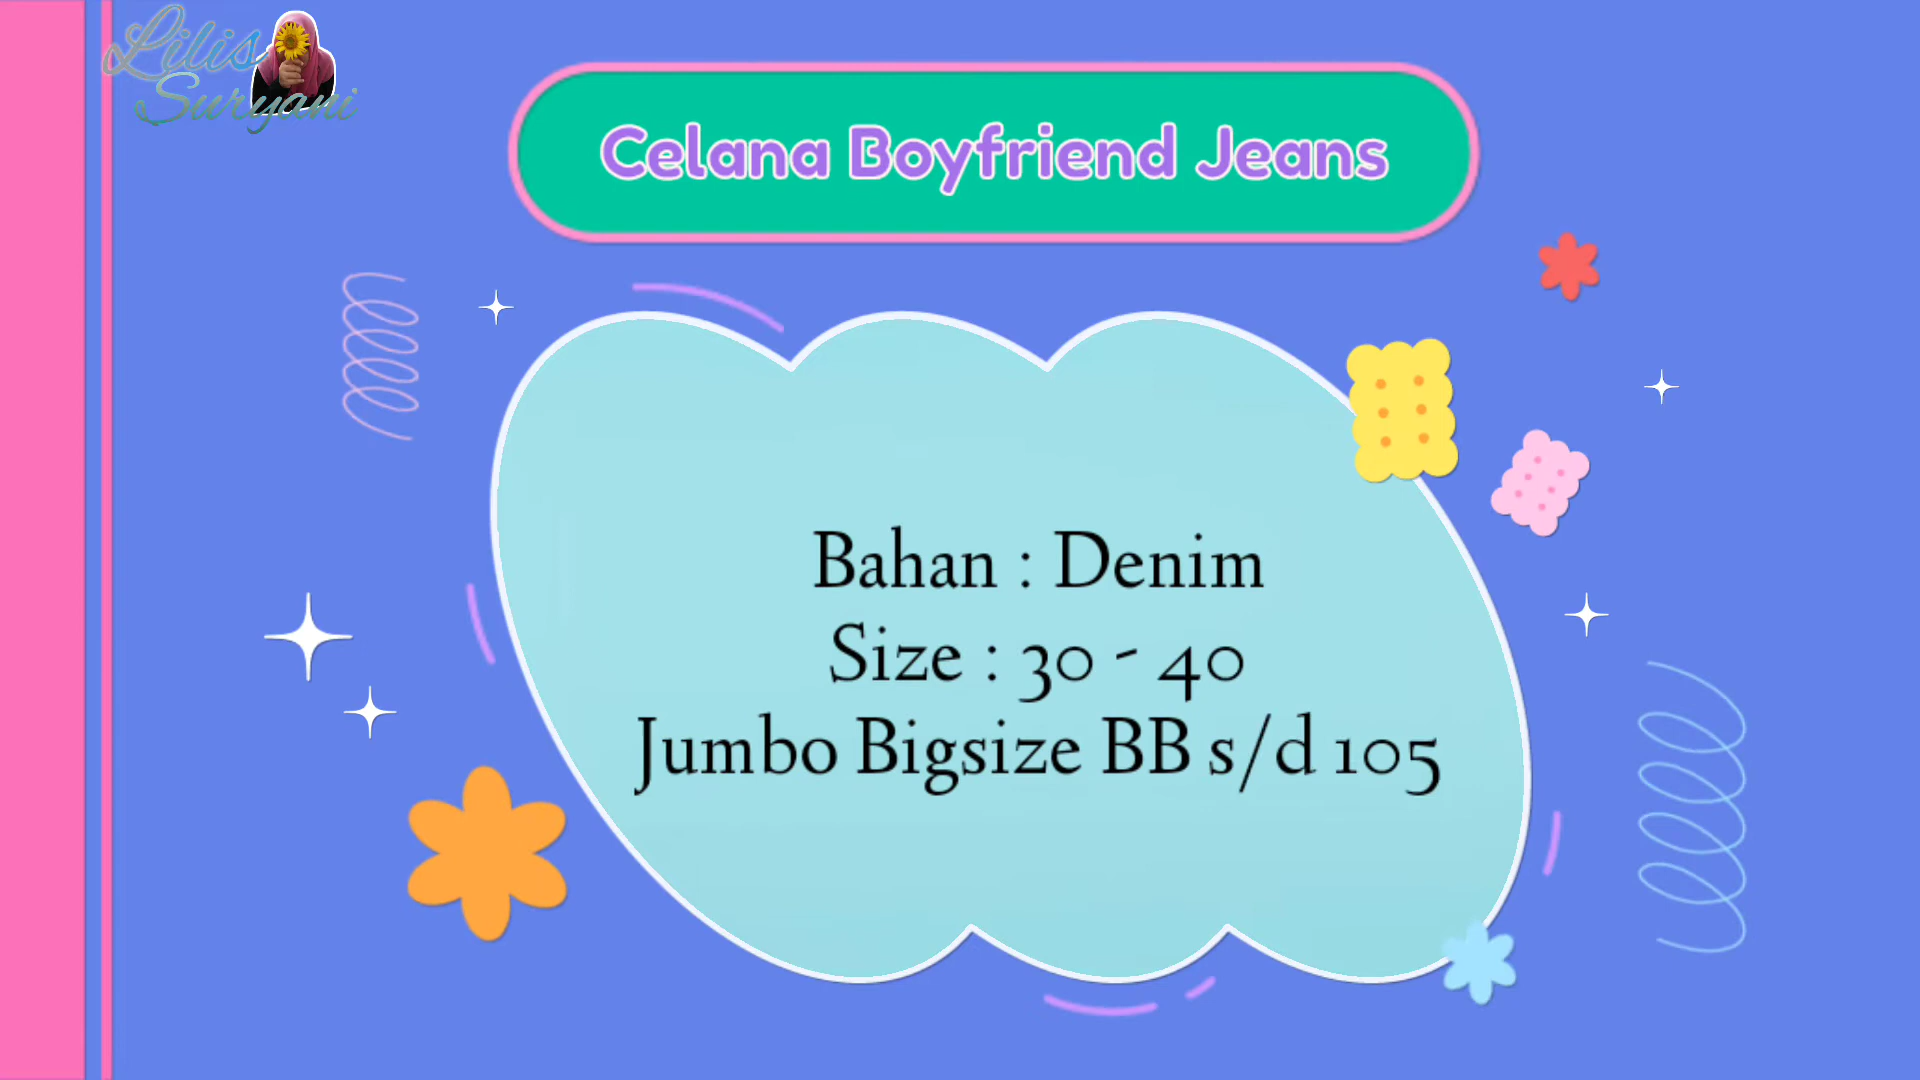 Lilis
Suryani
Celana Boyfriend Jeans
Bahan : Denim
Size : 30 - 40
Jumbo Bigsize BB s/d 105